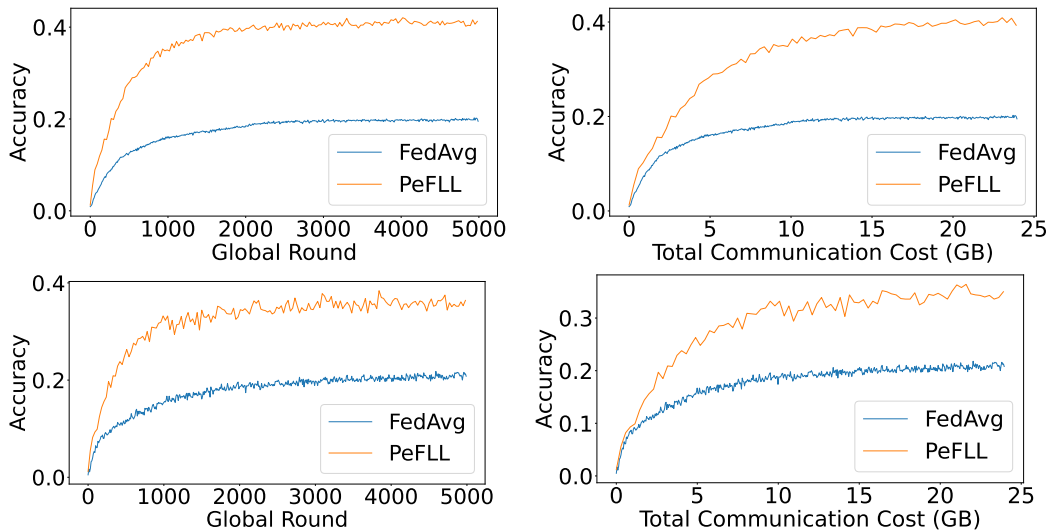 0.4
0.2
0.0
Accuracy
FedAvg
PeFLL
0 1000 2000 3000 4000 5000
Global Round
0.4
0.2
0.0
Accuracy
FedAvg
PeFLL
0 5 10 15 20 25
Total Communication Cost (GB)
0.4
0.2
0.0
Accuracy
FedAvg
PeFLL
0 1000 2000 3000 4000 5000
Global Round
0.3
0.2
0.1
0.0
Accuracy
FedAvg
PeFLL
0 5 10 15 20 25
Total Communication Cost (GB)